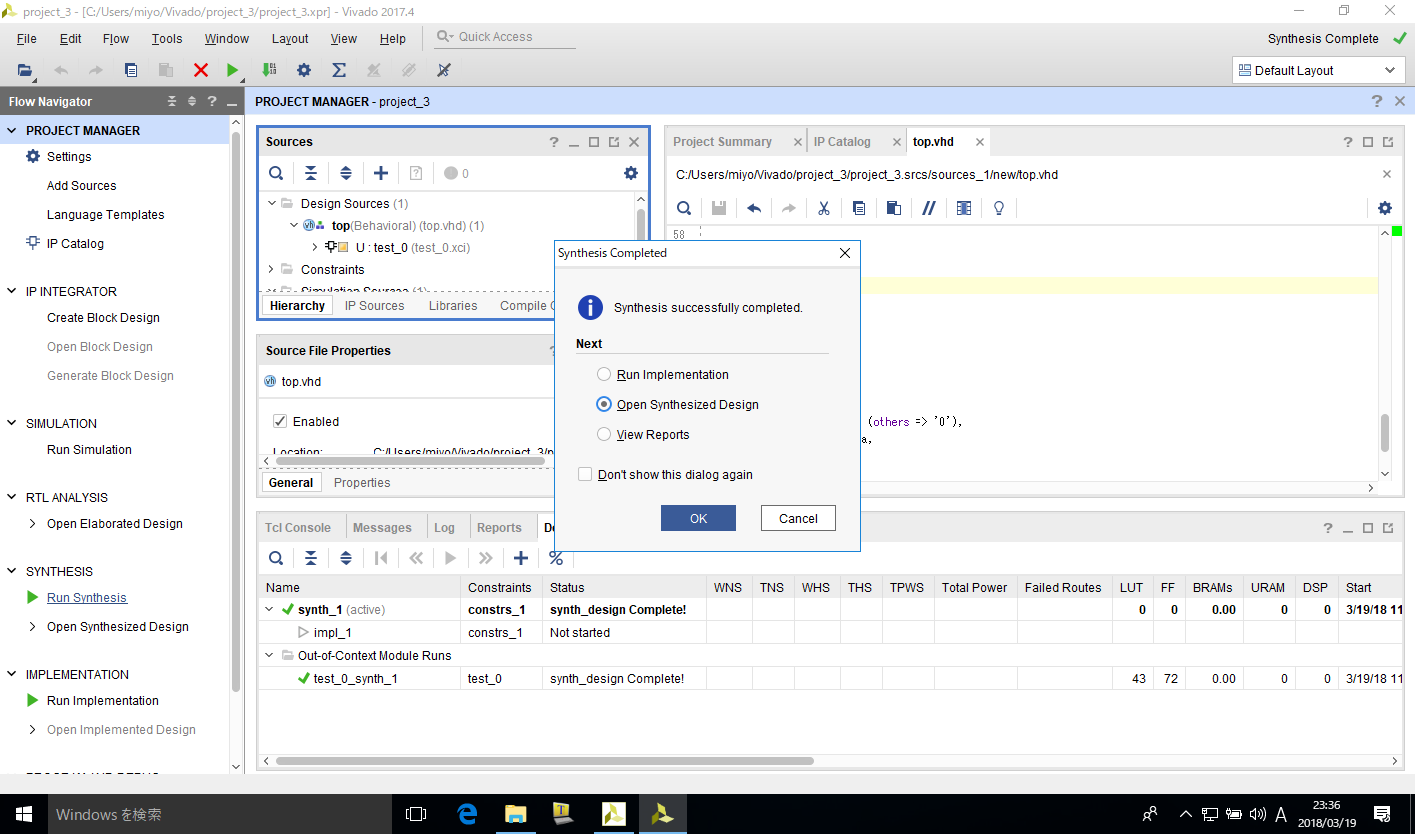 project_3 - [C:/Users/miyo/Vivado/project_3/project_3.xpr] - Vivado 2017.4
File Edit Flow Tools Window Layout View Help Quick Access Synthesis Complete
Default Layout
Flow Navigator
PROJECT MANAGER - project_3
PROJECT MANAGER
Settings
Add Sources
Language Templates
IP Catalog
IP INTEGRATOR
Create Block Design
Open Block Design
Generate Block Design
SIMULATION
Run Simulation
RTL ANALYSIS
Open Elaborated Design
SYNTHESIS
Run Synthesis
Open Synthesized Design
IMPLEMENTATION
Run Implementation
Open Implemented Design
Sources
0
Design Sources (1)
top(Behavioral) (top.vhd) (1)
U : test_0 (test_0.xci)
Constraints
Simulation Sources (1)
Hierarchy IP Sources Libraries Compile
Source File Properties
top.vhd
Enabled
Location: C:/Users/miyo/Vivado/project_3/p
General Properties
Project Summary IP Catalog top.vhd
C:/Users/miyo/Vivado/project_3/project_3.srcs/sources_1/new/top.vhd
58
(others => '0'),
a,
Synthesis Completed
Synthesis successfully completed.
Next
Run Implementation
Open Synthesized Design
View Reports
Don't show this dialog again
OK Cancel
Tcl Console Messages Log Reports
Name Constraints Status WNS TNS WHS THS TPWS Total Power Failed Routes LUT FF BRAMs URAM DSP Start
synth_1 (active) constrs_1 synth_design Complete! 0 0 0.00 0 0 3/19/18 11
impl_1 constrs_1 Not started
Out-of-Context Module Runs
test_0_synth_1 test_0 synth_design Complete! 43 72 0.00 0 0 3/19/18 11
Windows を検索
A
23:36
2018/03/19